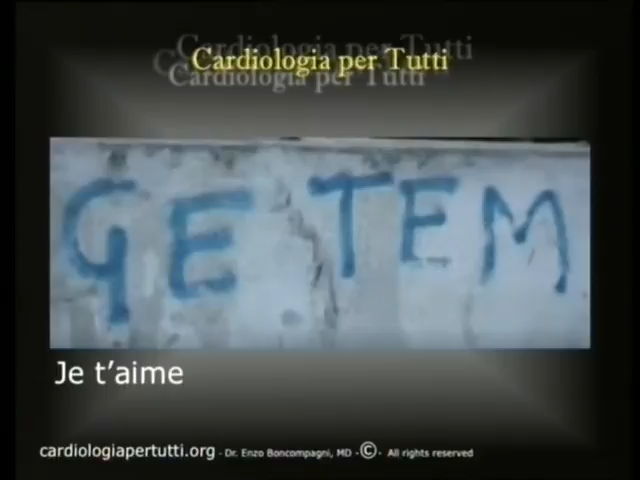 Cardiologia per Tutti
GE TEM
Je t'aime
cardiologiapertutti.org - Dr. Enzo Boncompagni, MD - © - All rights reserved